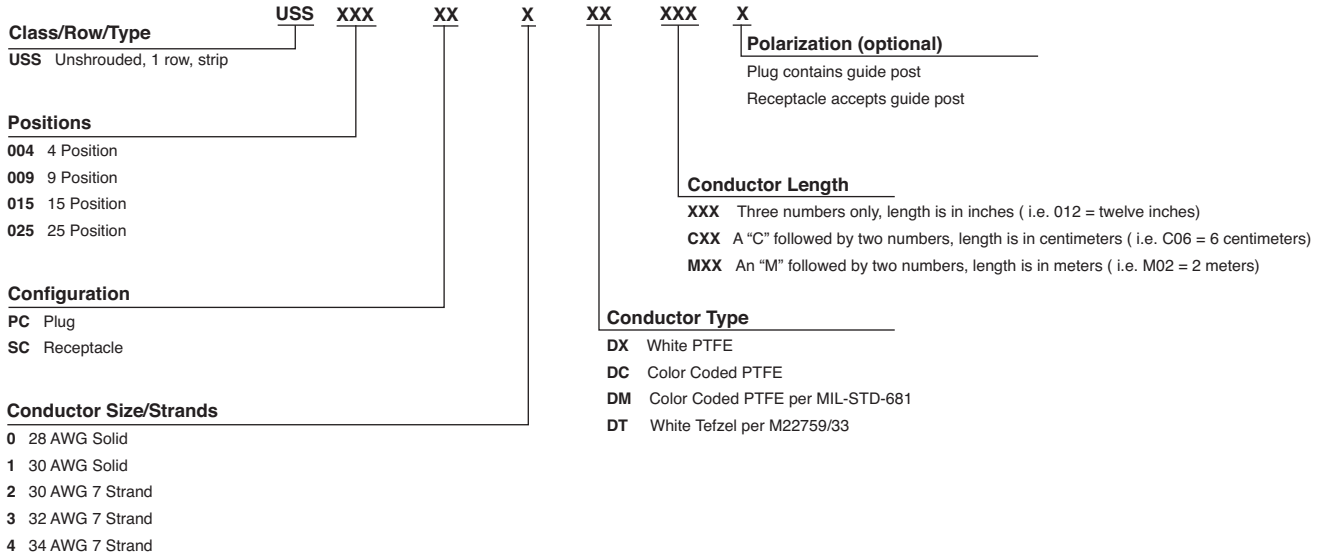 USS XXX XX X XX XXX X
Class/Row/Type
USS Unshrouded, 1 row, strip
Polarization (optional)
Plug contains guide post
Receptacle accepts guide post
Positions
004 4 Position
009 9 Position
015 15 Position
025 25 Position
Conductor Length
XXX Three numbers only, length is in inches ( i.e. 012 = twelve inches)
CXX A “C” followed by two numbers, length is in centimeters ( i.e. C06 = 6 centimeters)
MXX An “M” followed by two numbers, length is in meters ( i.e. M02 = 2 meters)
Configuration
PC Plug
SC Receptacle
Conductor Type
DX White PTFE
DC Color Coded PTFE
DM Color Coded PTFE per MIL-STD-681
DT White Tefzel per M22759/33
Conductor Size/Strands
0 28 AWG Solid
1 30 AWG Solid
2 30 AWG 7 Strand
3 32 AWG 7 Strand
4 34 AWG 7 Strand